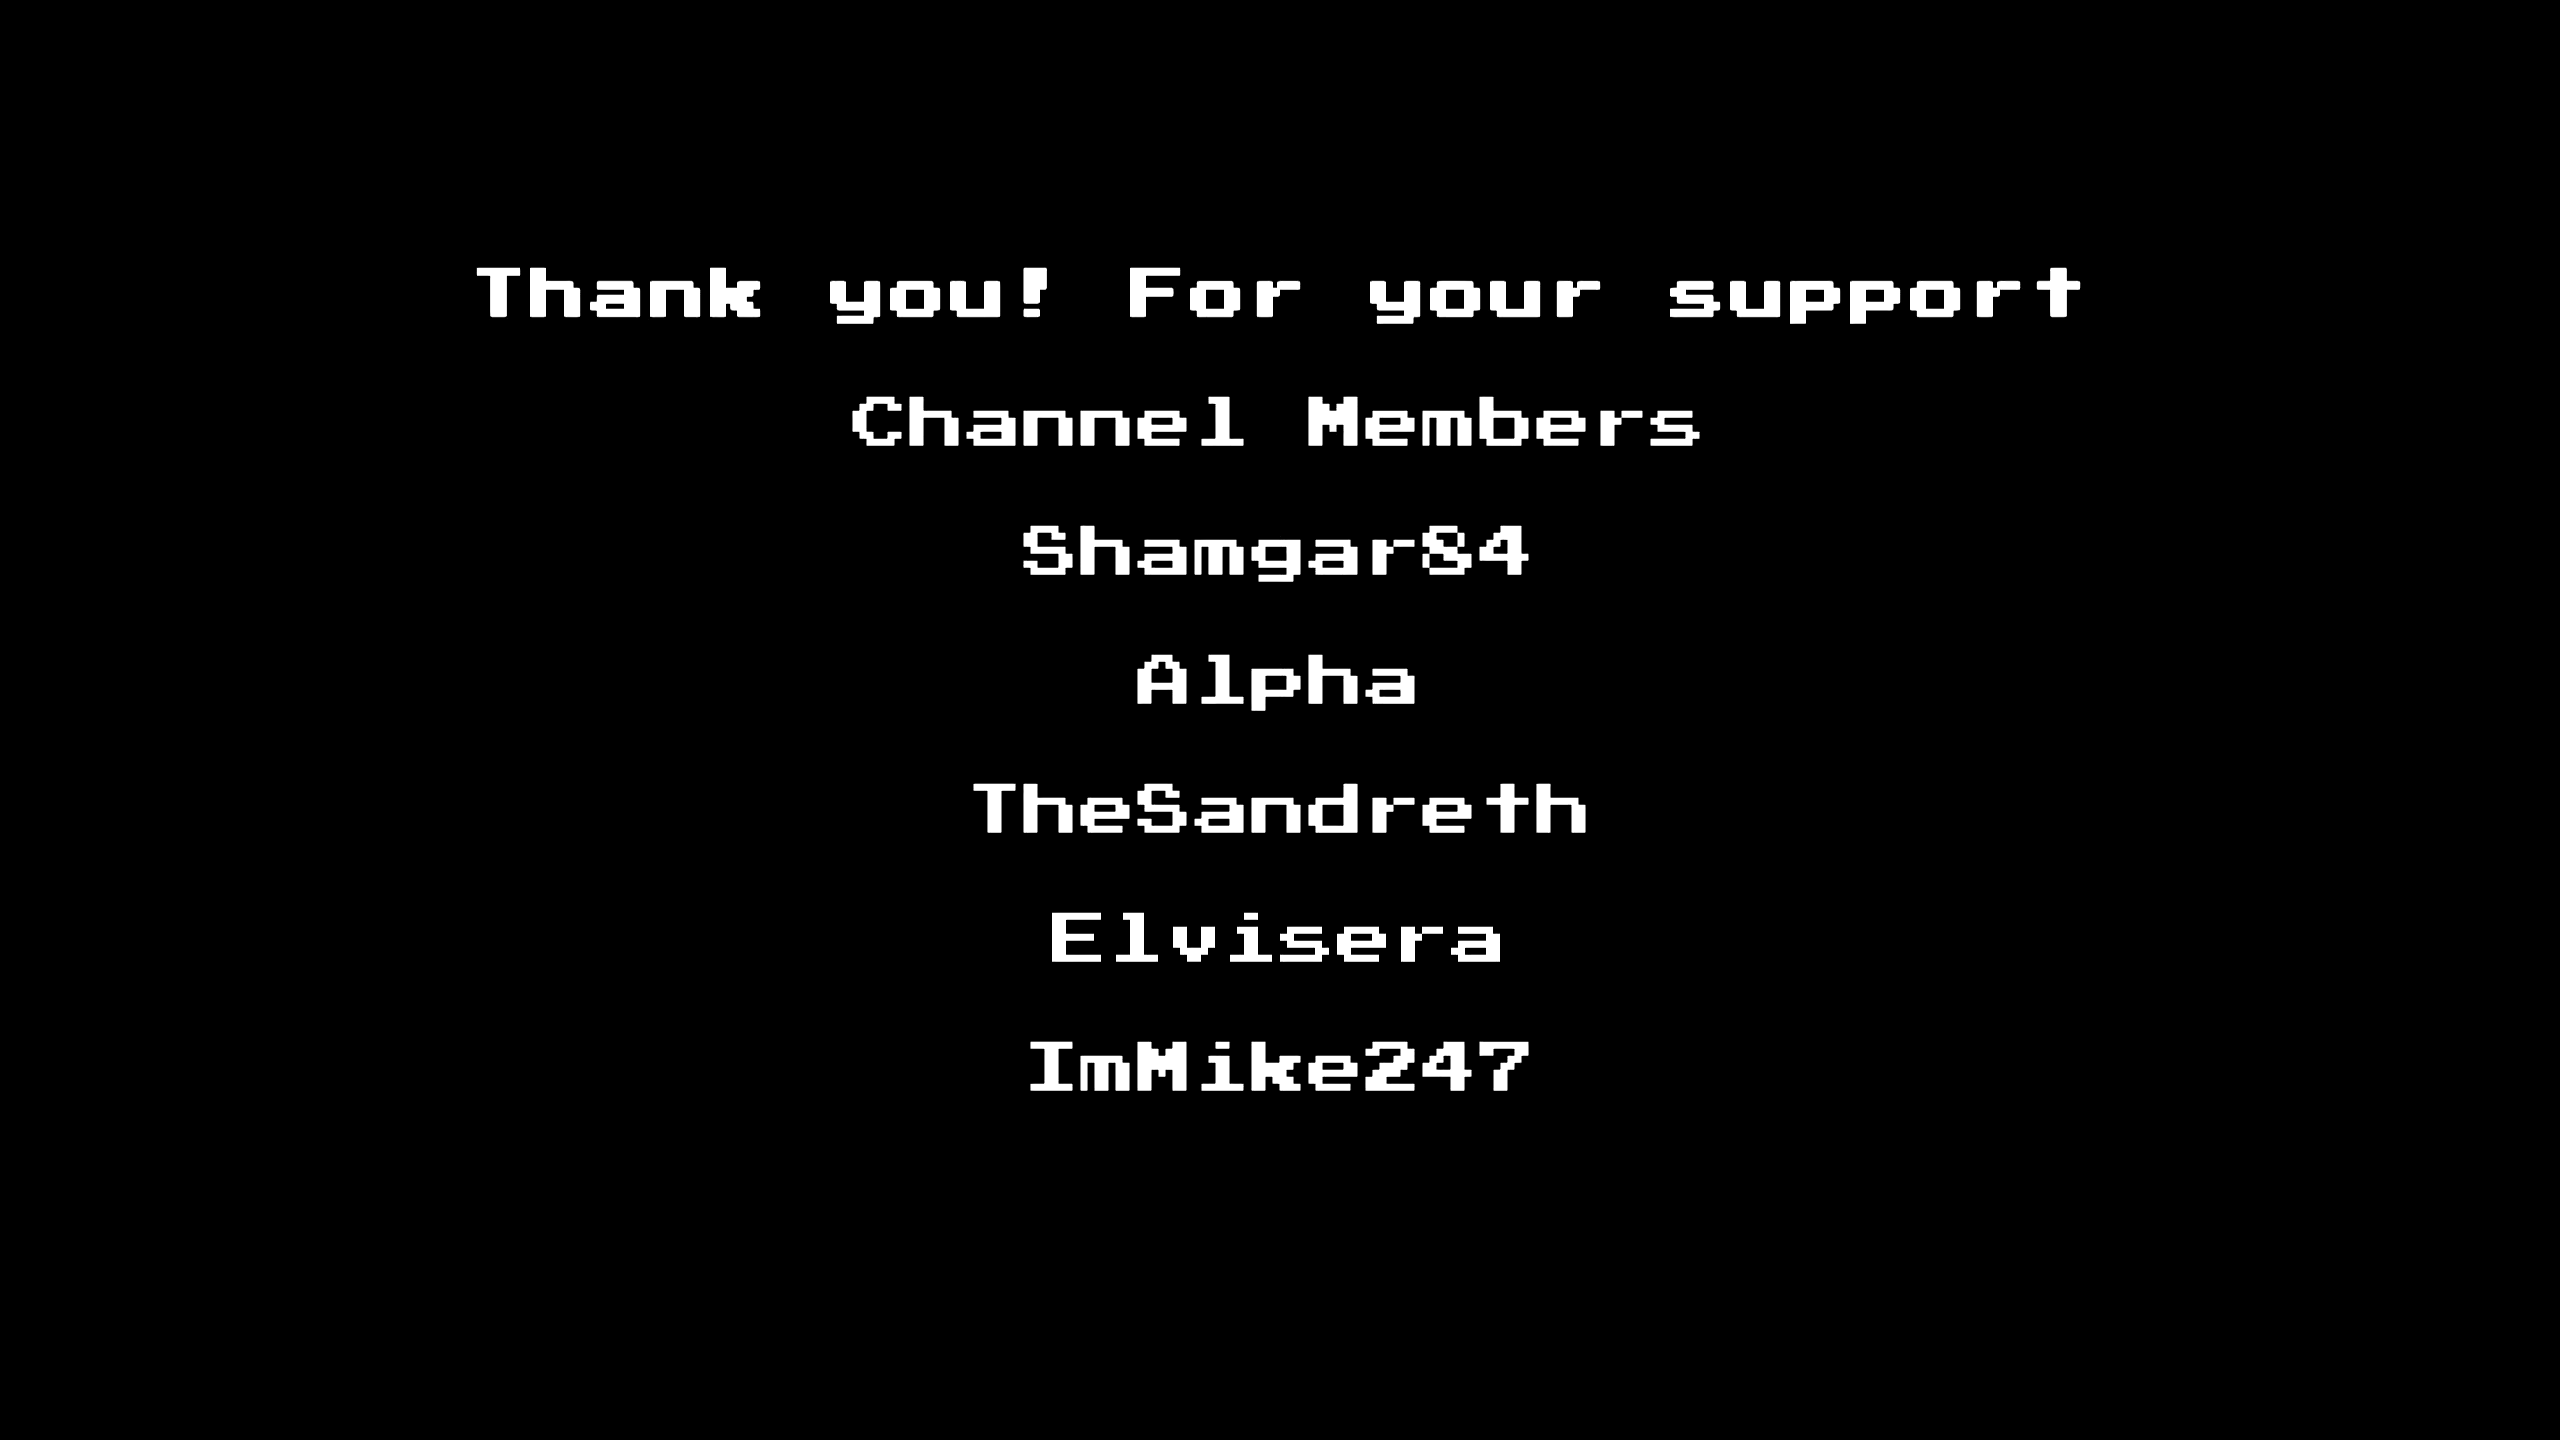 Thank you! For your support
Channel Members
Shamgar84
Alpha
TheSandreth
Elvisera
ImMike247